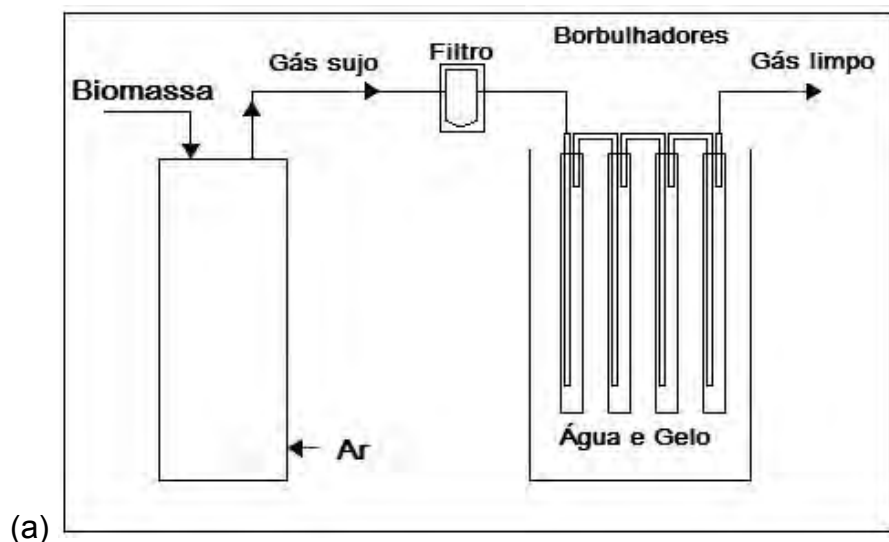 Borbulhadores
Filtro
Gás sujo
Gás limpo
Biomassa
Ar
Água e Gelo
(a)